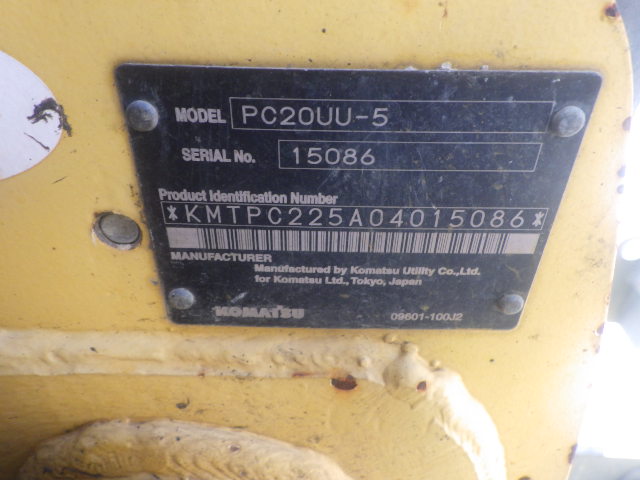 MODEL PC20UU-5
SERIAL No. 15086
Product Identification Number
*KMTPC225A04015086*
MANUFACTURER
Manufactured by Komatsu Utility Co.,Ltd.
for Komatsu Ltd., Tokyo, Japan
KOMATSU 09601-100J2